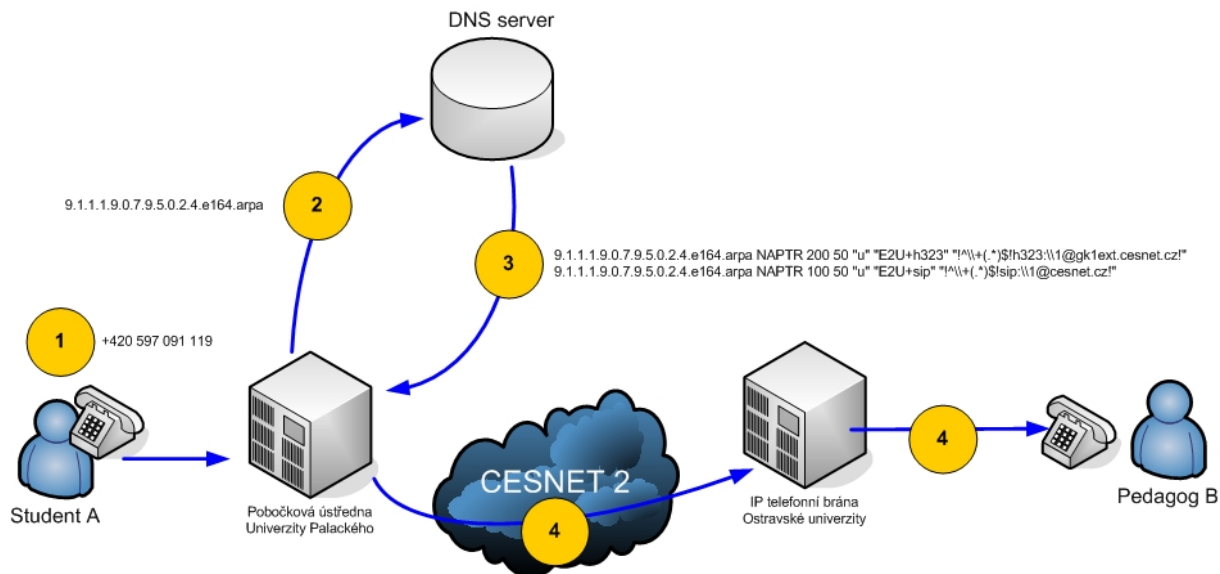 DNS server
2
9.1.1.1.9.0.7.9.5.0.2.4.e164.arpa
3
9.1.1.1.9.0.7.9.5.0.2.4.e164.arpa NAPTR 200 50 "u" "E2U+h323" "!^\\+(.*)$!h323:\\1@gk1ext.cesnet.cz!"
9.1.1.1.9.0.7.9.5.0.2.4.e164.arpa NAPTR 100 50 "u" "E2U+sip" "!^\\+(.*)$!sip:\\1@cesnet.cz!"
1
+420 597 091 119
Student A
Pobočková ústředna
Univerzity Palackého
CESNET 2
4
IP telefonní brána
Ostravské univerzity
4
Pedagog B